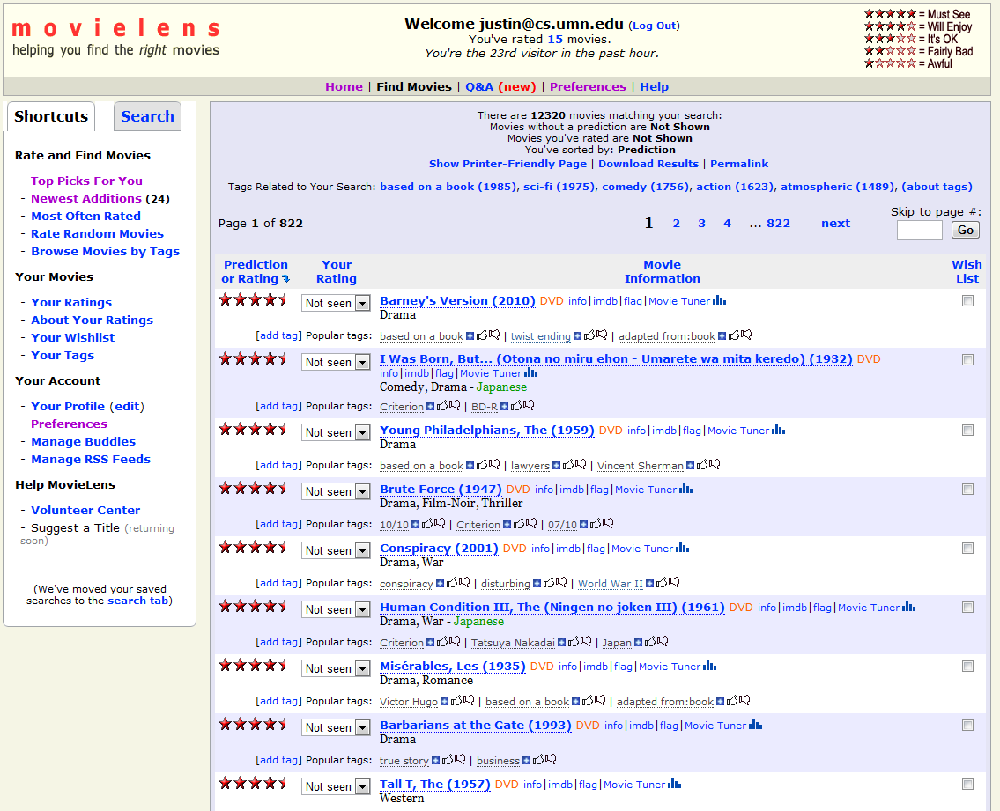 movielens
helping you find the right movies
Welcome justin@cs.umn.edu (Log Out)
You've rated 15 movies.
You're the 23rd visitor in the past hour.
= Must See
= Will Enjoy
= It's OK
= Fairly Bad
= Awful
Home | Find Movies | Q&A (new) | Preferences | Help
Shortcuts Search
Rate and Find Movies
- Top Picks For You
- Newest Additions (24)
- Most Often Rated
- Rate Random Movies
- Browse Movies by Tags
Your Movies
- Your Ratings
- About Your Ratings
- Your Wishlist
- Your Tags
Your Account
- Your Profile (edit)
- Preferences
- Manage Buddies
- Manage RSS Feeds
Help MovieLens
- Volunteer Center
- Suggest a Title (returning
soon)
(We've moved your saved
searches to the search tab)
There are 12320 movies matching your search:
Movies without a prediction are Not Shown
Movies you've rated are Not Shown
You've sorted by: Prediction
Show Printer-Friendly Page | Download Results | Permalink
Tags Related to Your Search: based on a book (1985), sci-fi (1975), comedy (1756), action (1623), atmospheric (1489), (about tags)
Page 1 of 822
1 2 3 4 ... 822 next
Skip to page #:
Go
Prediction
or Rating
Your
Rating
Movie
Information
Wish
List
Not seen
Barney's Version (2010) DVD info|imdb|flag|Movie Tuner
Drama
[add tag] Popular tags: based on a book | twist ending | adapted from:book
Not seen
I Was Born, But... (Otona no miru ehon - Umarete wa mita keredo) (1932) DVD
info|imdb|flag|Movie Tuner
Comedy, Drama - Japanese
[add tag] Popular tags: Criterion | BD-R
Not seen
Young Philadelphians, The (1959) DVD info|imdb|flag|Movie Tuner
Drama
[add tag] Popular tags: based on a book | lawyers | Vincent Sherman
Not seen
Brute Force (1947) DVD info|imdb|flag|Movie Tuner
Drama, Film-Noir, Thriller
[add tag] Popular tags: 10/10 | Criterion | 07/10
Not seen
Conspiracy (2001) DVD info|imdb|flag|Movie Tuner
Drama, War
[add tag] Popular tags: conspiracy | disturbing | World War II
Not seen
Human Condition III, The (Ningen no joken III) (1961) DVD info|imdb|flag|Movie Tuner
Drama, War - Japanese
[add tag] Popular tags: Criterion | Tatsuya Nakadai | Japan
Not seen
Misérables, Les (1935) DVD info|imdb|flag|Movie Tuner
Drama, Romance
[add tag] Popular tags: Victor Hugo | based on a book | adapted from:book
Not seen
Barbarians at the Gate (1993) DVD info|imdb|flag|Movie Tuner
Drama
[add tag] Popular tags: true story | business
Not seen
Tall T, The (1957) DVD info|imdb|flag|Movie Tuner
Western